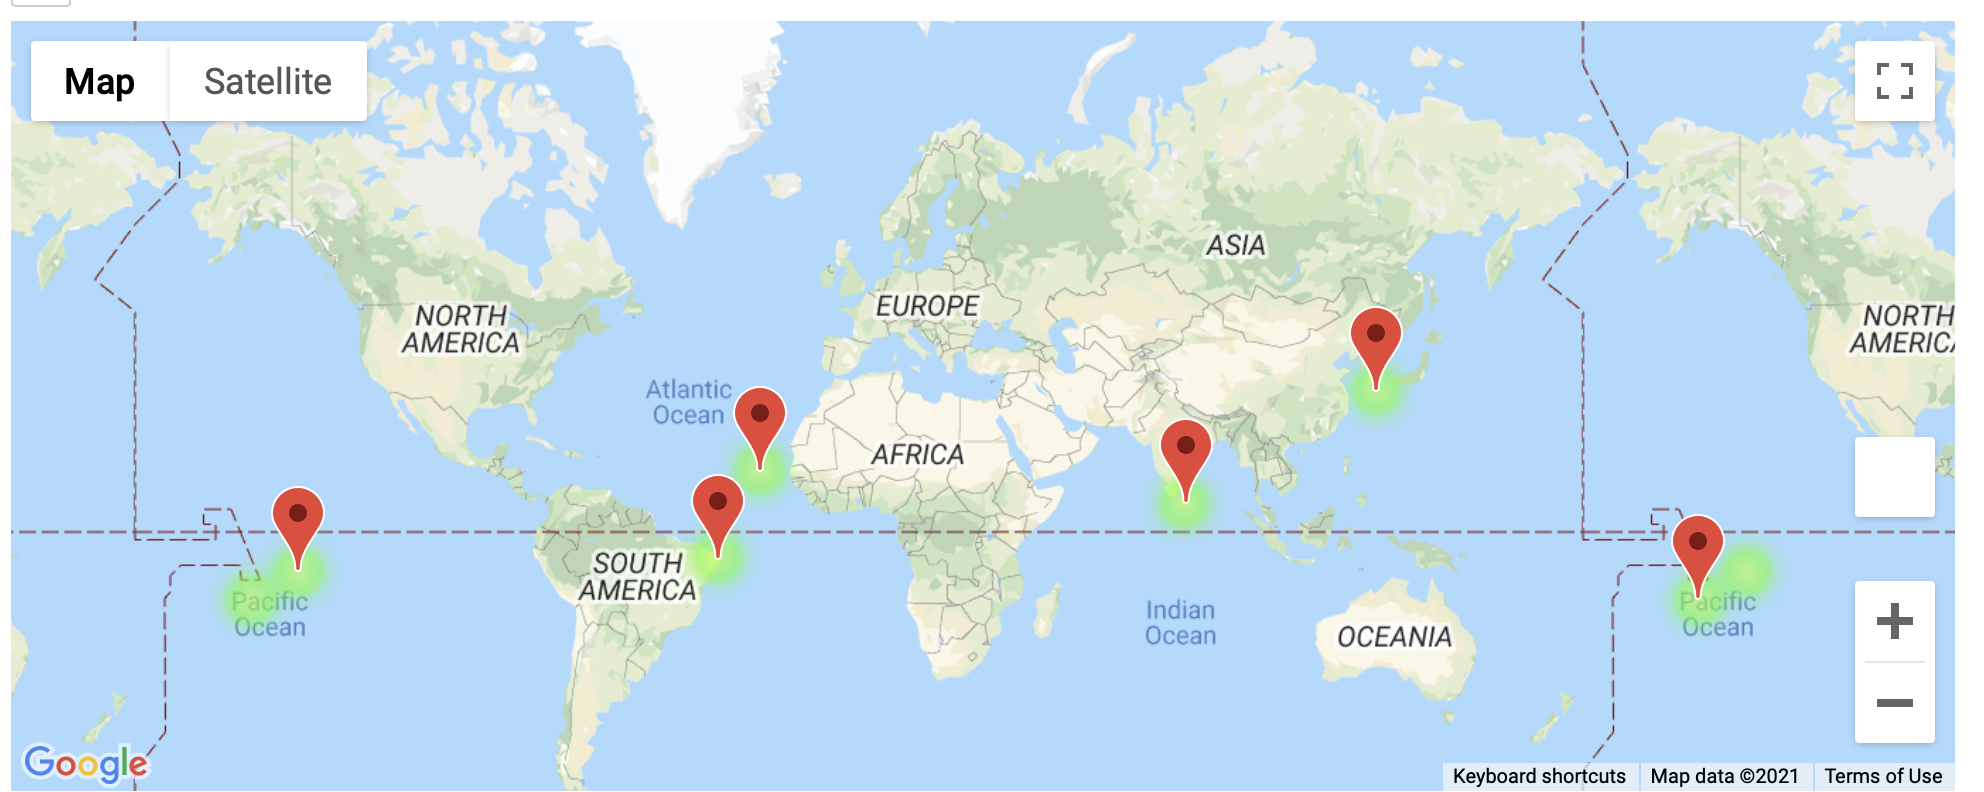 Map
Satellite
ASIA
EUROPE
NORTH
AMERICA
NORTH
AMERICA
Atlantic
Ocean
AFRICA
SOUTH
AMERICA
Pacific
Ocean
Indian
Ocean
OCEANIA
Pacific
Ocean
Google
Keyboard shortcuts
Map data ©2021
Terms of Use